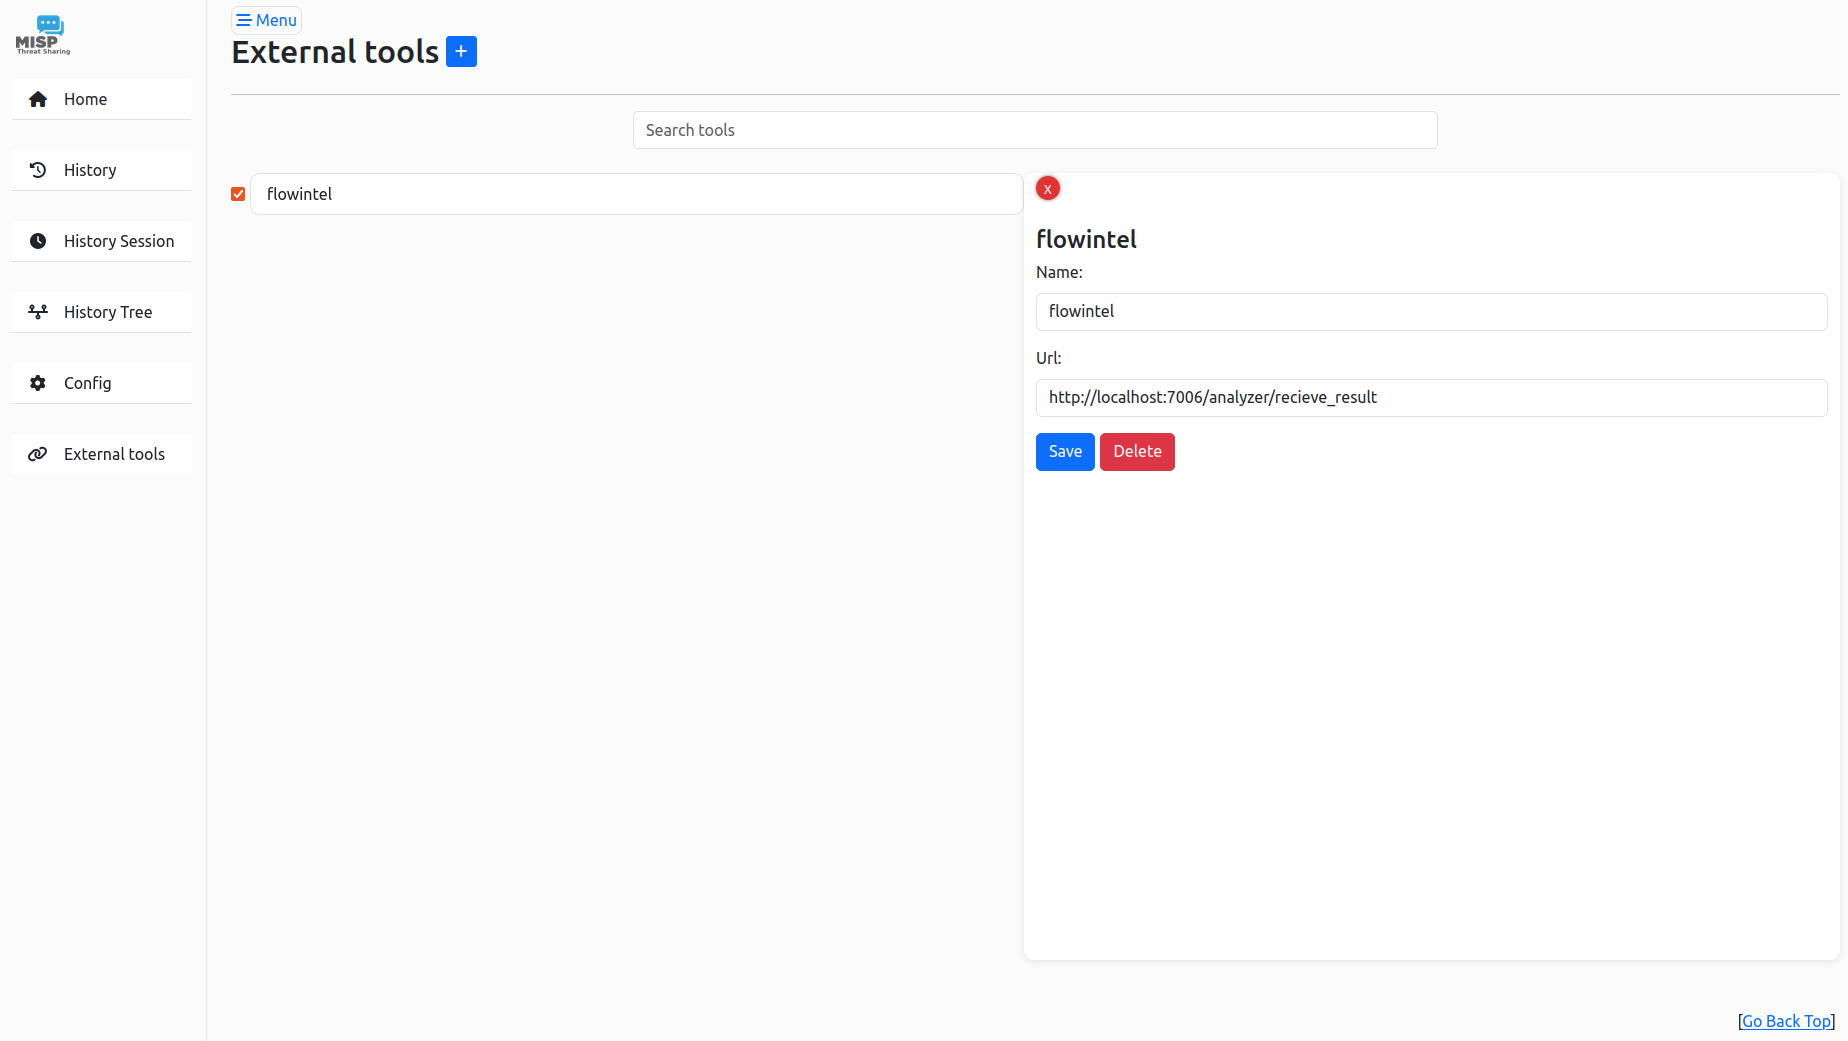 MISP
Threat Sharing
Home
History
History Session
History Tree
Config
External tools
Menu
External tools +
Search tools
flowintel
x
flowintel
Name:
flowintel
Url:
http://localhost:7006/analyzer/recieve_result
Save Delete
[Go Back Top]